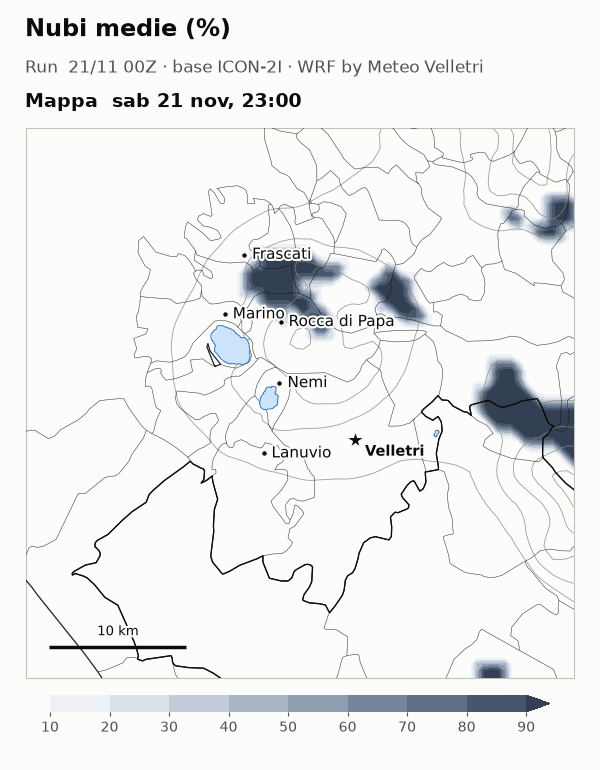 Nubi medie (%)
Run  21/11 00Z · base ICON-2I · WRF by Meteo Velletri
Mappa  sab 21 nov, 23:00
Frascati
Marino
Rocca di Papa
Nemi
Velletri
Lanuvio
10 km
10 20 30 40 50 60 70 80 90